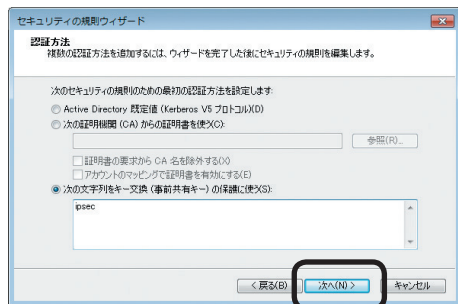 セキュリティの規則ウィザード
認証方法
複数の認証方法を追加するには、ウィザードを完了した後にセキュリティの規則を編集します。
次のセキュリティの規則のための最初の認証方法を設定します:
Active Directory 既定値 (Kerberos V5 プロトコル)(D)
次の証明機関 (CA) からの証明書を使う(C):
参照(R)...
証明書の要求から CA 名を除外する(X)
アカウントのマッピングで証明書を有効にする(E)
次の文字列をキー交換 (事前共有キー) の保護に使う(S):
ipsec
< 戻る(B)
次へ(N) >
キャンセル